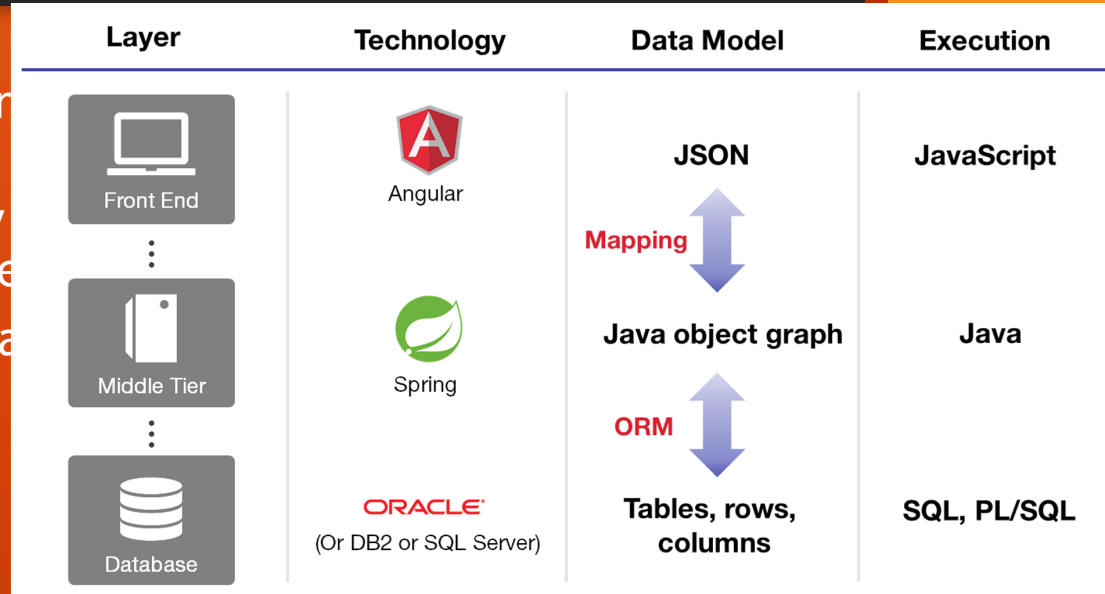 Layer
Technology
Data Model
Execution
Front End
Angular
JSON
JavaScript
Mapping
Middle Tier
Spring
Java object graph
Java
ORM
Database
ORACLE
(Or DB2 or SQL Server)
Tables, rows,
columns
SQL, PL/SQL